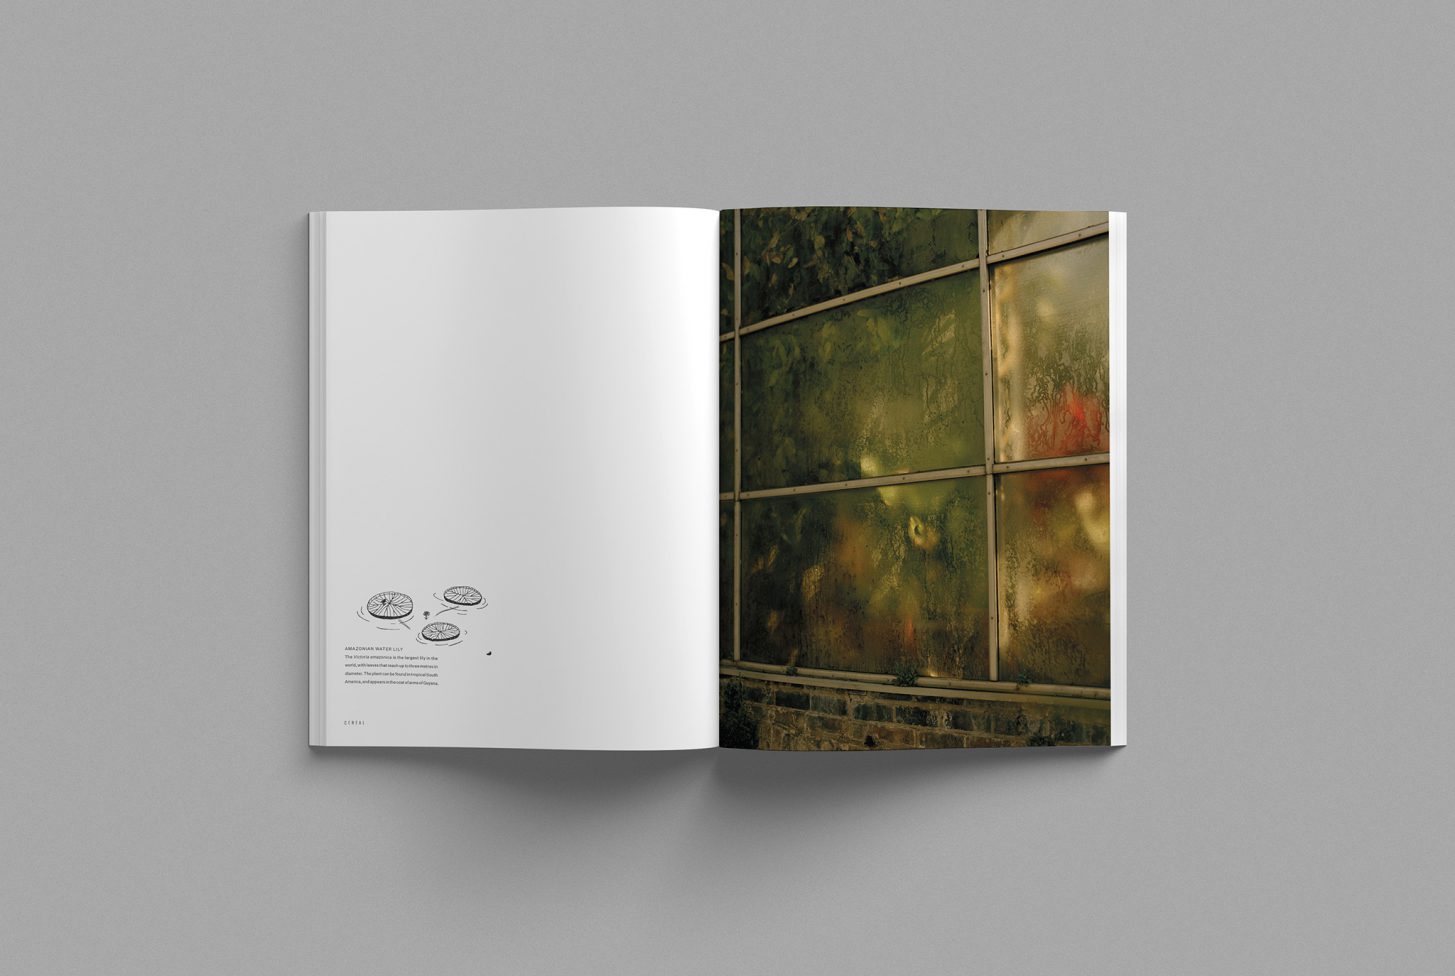 AMAZONIAN WATER LILY
The Victoria amazonica is the largest lily in the
world, with leaves that reach up to three metres in
diameter. The plant can be found in tropical South
America, and appears in the coat of arms of Guyana.
CEREAL